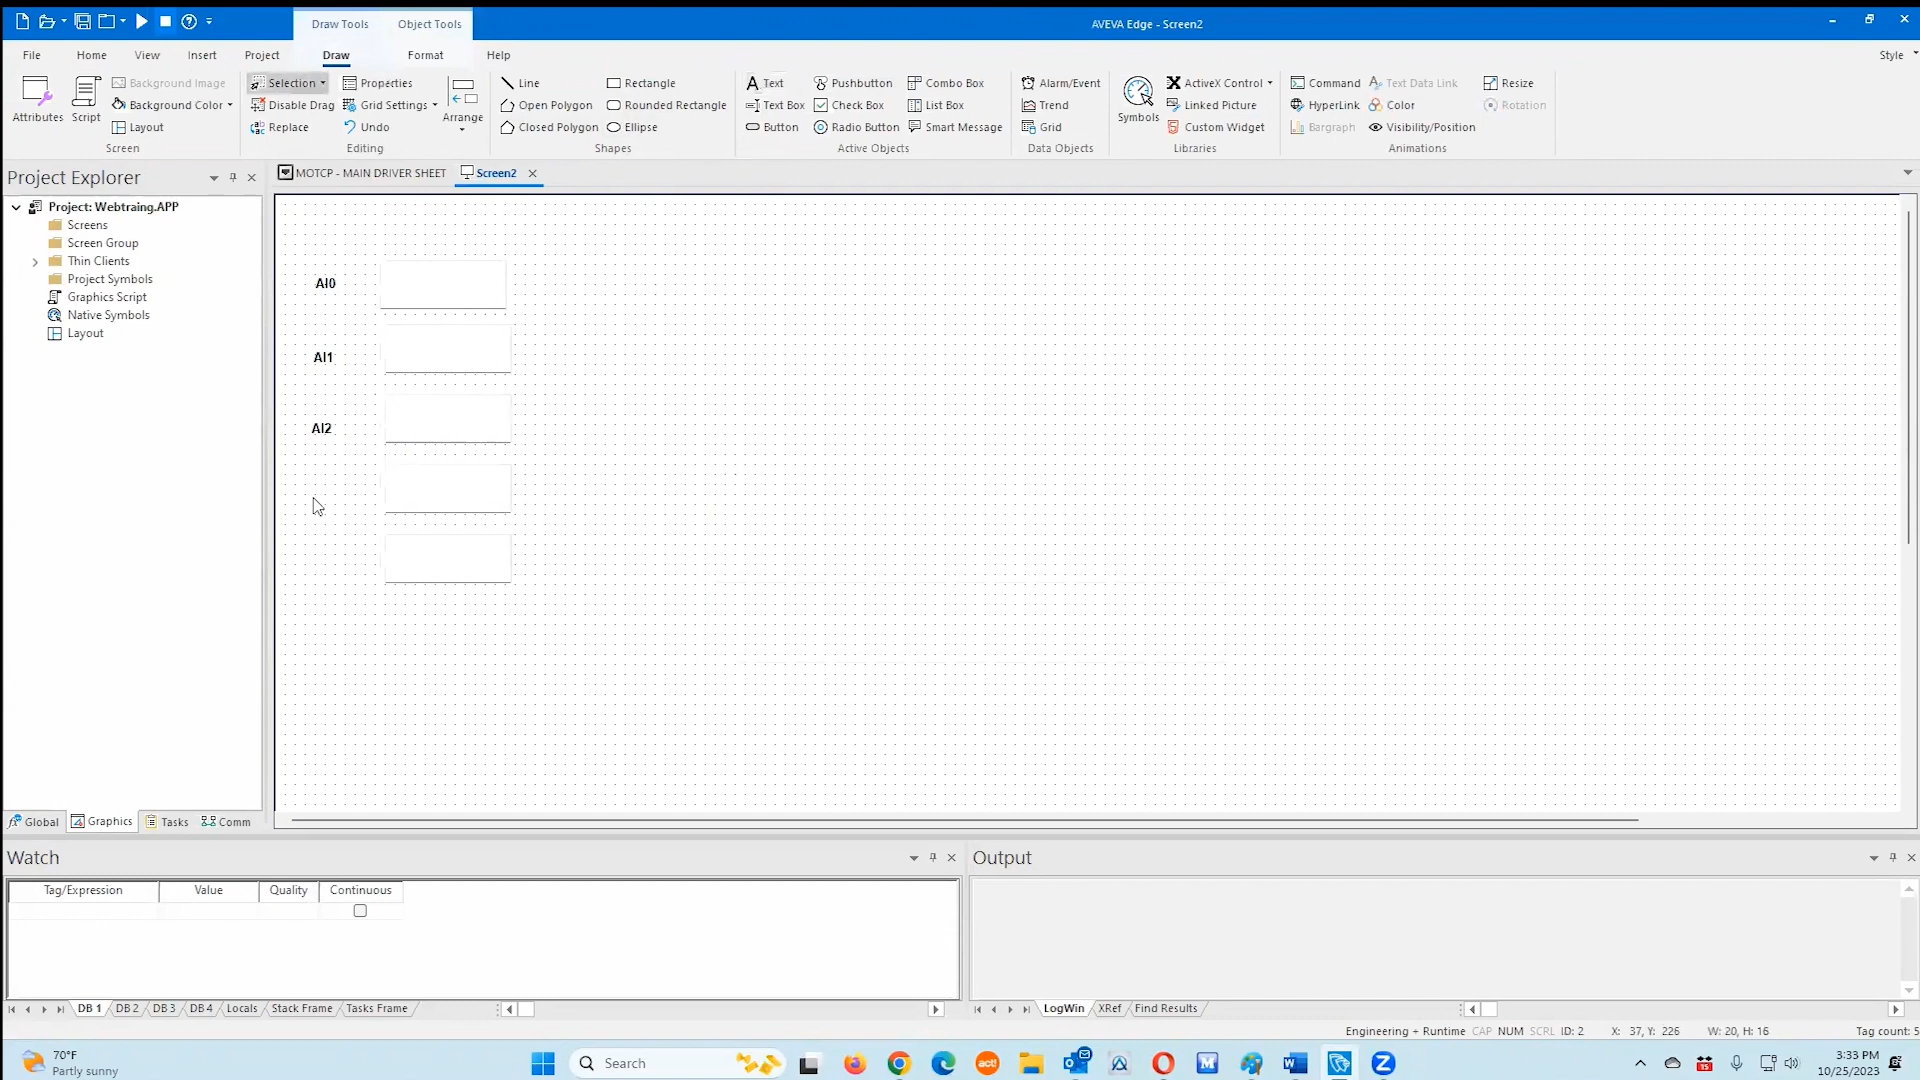 Draw Tools Object Tools AVEVA Edge - Screen2
File Home View Insert Project Draw Format Help Style
Attributes Script Background Image Background Color Layout Screen
Selection Properties Disable Drag Grid Settings Replace Undo Arrange Editing
Line Rectangle Open Polygon Rounded Rectangle Closed Polygon Ellipse Shapes
Text Pushbutton Combo Box Text Box Check Box List Box Button Radio Button Smart Message Active Objects
Alarm/Event Trend Grid Data Objects
Symbols ActiveX Control Linked Picture Custom Widget Libraries
Command Text Data Link Resize HyperLink Color Rotation Bargraph Visibility/Position Animations
Project Explorer
Project: Webtraing.APP
Screens
Screen Group
Thin Clients
Project Symbols
Graphics Script
Native Symbols
Layout
Global Graphics Tasks Comm
MOTCP - MAIN DRIVER SHEET Screen2
AI0
AI1
AI2
Watch
Tag/Expression Value Quality Continuous
DB 1 DB 2 DB 3 DB 4 Locals Stack Frame Tasks Frame
Output
LogWin XRef Find Results
Engineering + Runtime CAP NUM SCRL ID: 2 X: 37, Y: 226 W: 20, H: 16 Tag count: 5
70°F
Partly sunny
Search
act!
15
3:33 PM
10/25/2023